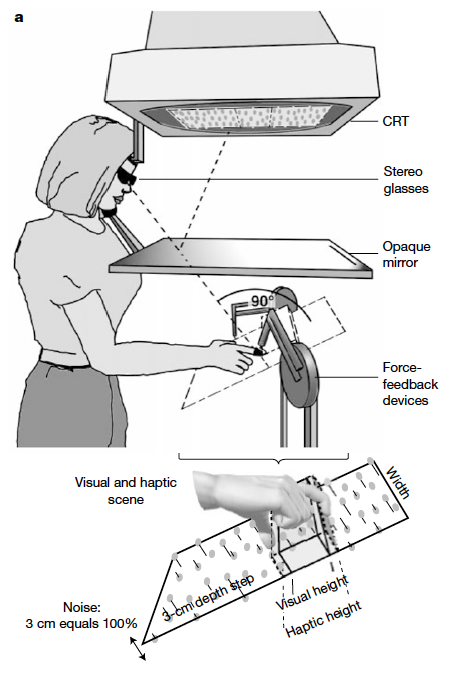 a
CRT
Stereo
glasses
Opaque
mirror
90°
Force-
feedback
devices
Visual and haptic
scene
Width
3-cm depth step
Visual height
Haptic height
Noise:
3 cm equals 100%